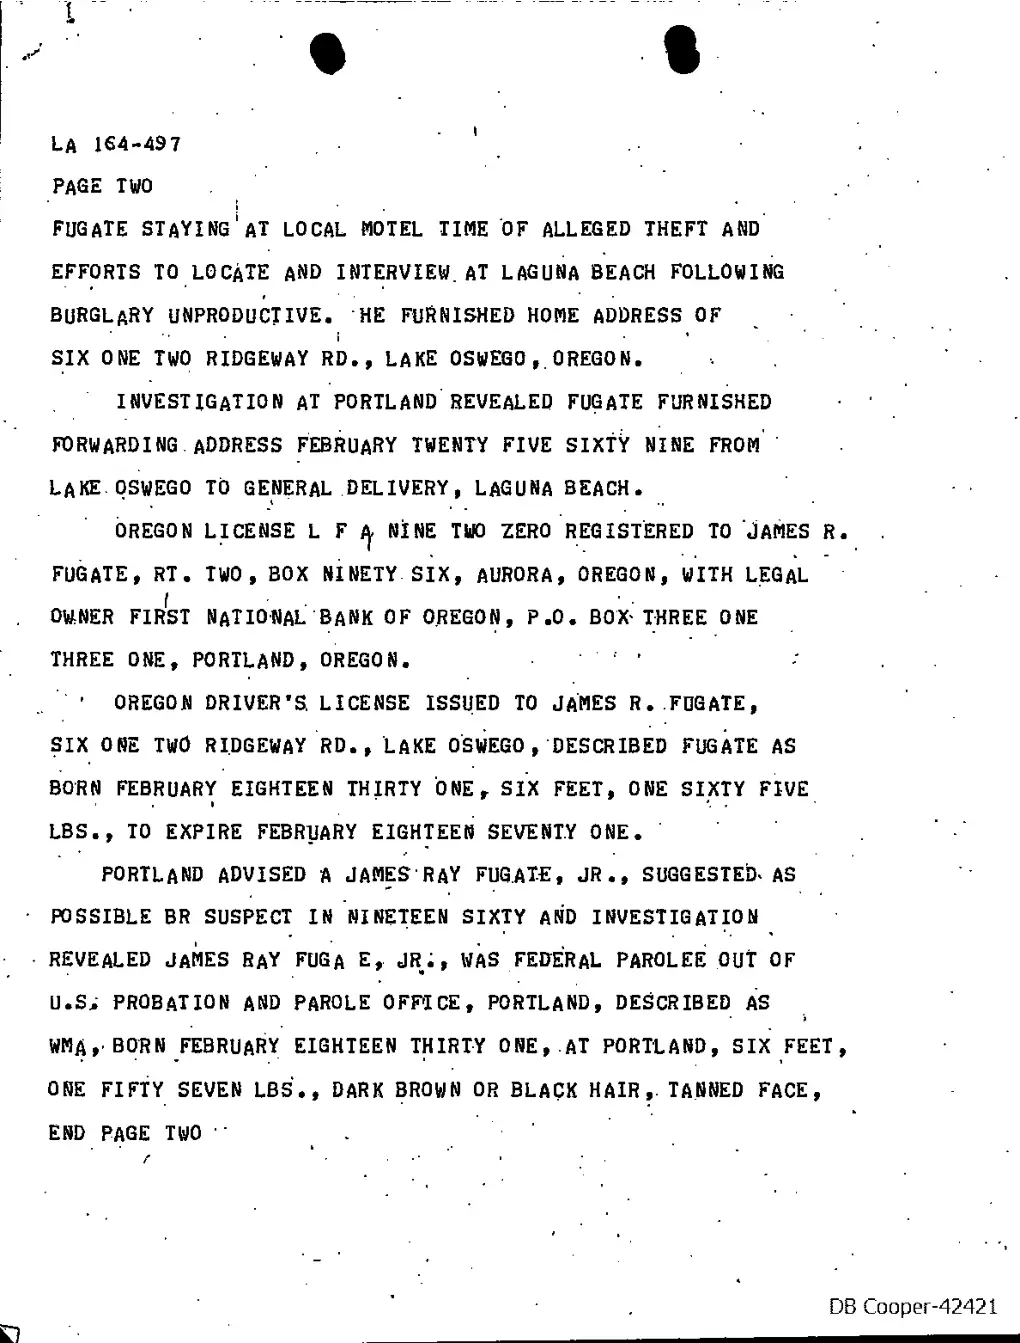 LA 164-497
PAGE TWO
FUGATE STAYING AT LOCAL MOTEL TIME OF ALLEGED THEFT AND
EFFORTS TO LOCATE AND INTERVIEW AT LAGUNA BEACH FOLLOWING
BURGLARY UNPRODUCTIVE. HE FURNISHED HOME ADDRESS OF
SIX ONE TWO RIDGEWAY RD., LAKE OSWEGO, OREGON.
INVESTIGATION AT PORTLAND REVEALED FUGATE FURNISHED
FORWARDING ADDRESS FEBRUARY TWENTY FIVE SIXTY NINE FROM
LAKE OSWEGO TO GENERAL DELIVERY, LAGUNA BEACH.
OREGON LICENSE L F A NINE TWO ZERO REGISTERED TO JAMES R.
FUGATE, RT. TWO, BOX NINETY SIX, AURORA, OREGON, WITH LEGAL
OWNER FIRST NATIONAL BANK OF OREGON, P.O. BOX THREE ONE
THREE ONE, PORTLAND, OREGON.
OREGON DRIVER'S LICENSE ISSUED TO JAMES R. FUGATE,
SIX ONE TWO RIDGEWAY RD., LAKE OSWEGO, DESCRIBED FUGATE AS
BORN FEBRUARY EIGHTEEN THIRTY ONE, SIX FEET, ONE SIXTY FIVE
LBS., TO EXPIRE FEBRUARY EIGHTEEN SEVENTY ONE.
PORTLAND ADVISED A JAMES RAY FUGATE, JR., SUGGESTED AS
POSSIBLE BR SUSPECT IN NINETEEN SIXTY AND INVESTIGATION
REVEALED JAMES RAY FUGA E, JR., WAS FEDERAL PAROLEE OUT OF
U.S. PROBATION AND PAROLE OFFICE, PORTLAND, DESCRIBED AS
WMA, BORN FEBRUARY EIGHTEEN THIRTY ONE, AT PORTLAND, SIX FEET,
ONE FIFTY SEVEN LBS., DARK BROWN OR BLACK HAIR, TANNED FACE,
END PAGE TWO
DB Cooper-42421